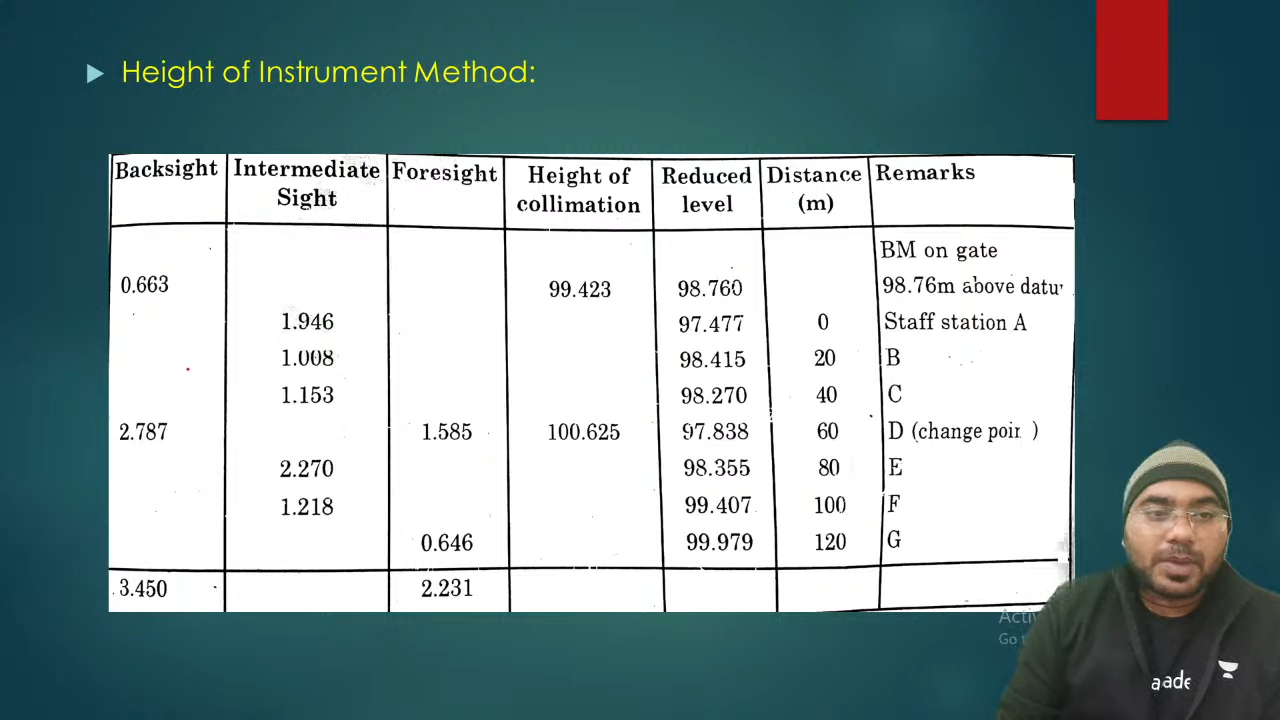 Height of Instrument Method:
Backsight Intermediate Sight Foresight Height of collimation Reduced level Distance (m) Remarks
BM on gate
0.663 99.423 98.760 98.76m above datu
1.946 97.477 0 Staff station A
1.008 98.415 20 B
1.153 98.270 40 C
2.787 1.585 100.625 97.838 60 D (change poin )
2.270 98.355 80 E
1.218 99.407 100 F
0.646 99.979 120 G
3.450 2.231
Activ
Go t
aade